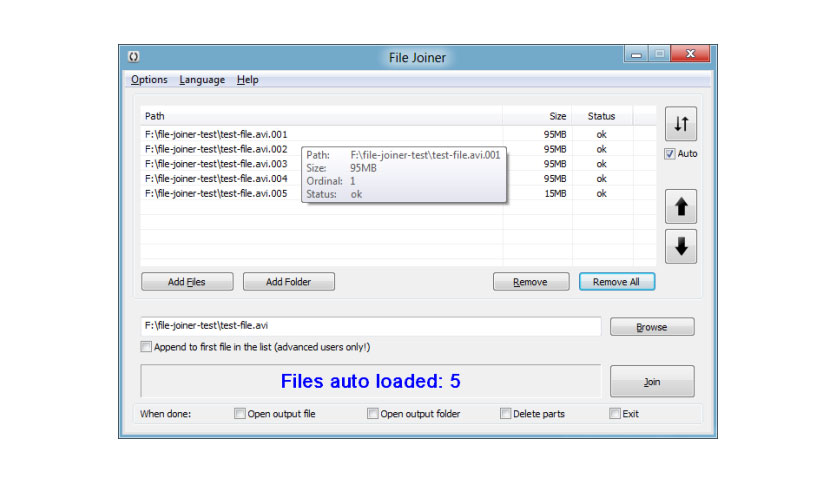 File Joiner
Options Language Help
Path Size Status
F:\file-joiner-test\test-file.avi.001 95MB ok
F:\file-joiner-test\test-file.avi.002 95MB ok
F:\file-joiner-test\test-file.avi.003 95MB ok
F:\file-joiner-test\test-file.avi.004 95MB ok
F:\file-joiner-test\test-file.avi.005 15MB ok
Path: F:\file-joiner-test\test-file.avi.001
Size: 95MB
Ordinal: 1
Status: ok
Auto
Add Files Add Folder Remove Remove All
F:\file-joiner-test\test-file.avi Browse
Append to first file in the list (advanced users only!)
Files auto loaded: 5 Join
When done: Open output file Open output folder Delete parts Exit